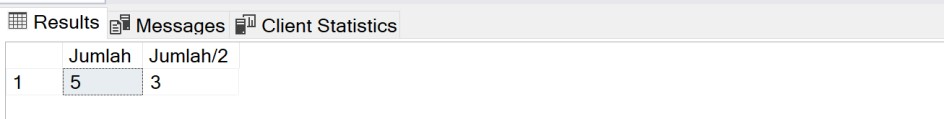 Results Messages Client Statistics
Jumlah Jumlah/2
1 5 3